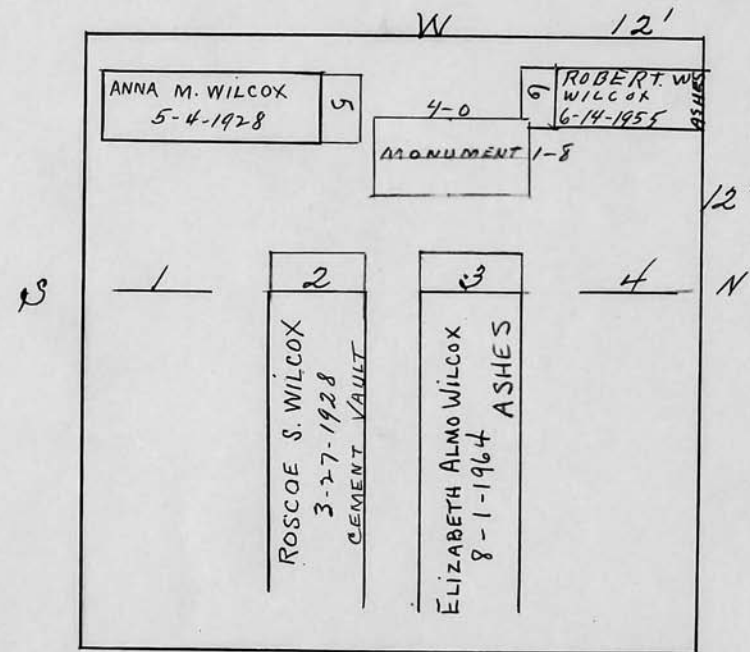 W 12'
ANNA M. WILCOX
5-4-1928
5
4-0
MONUMENT 1-8
6
ROBERT. W.
WILCOX
6-14-1955
ASHES
12
S 1 2 3 4 N
ROSCOE S. WILCOX
3-27-1928
CEMENT VAULT
ELIZABETH ALMO WILCOX
8-1-1964
ASHES